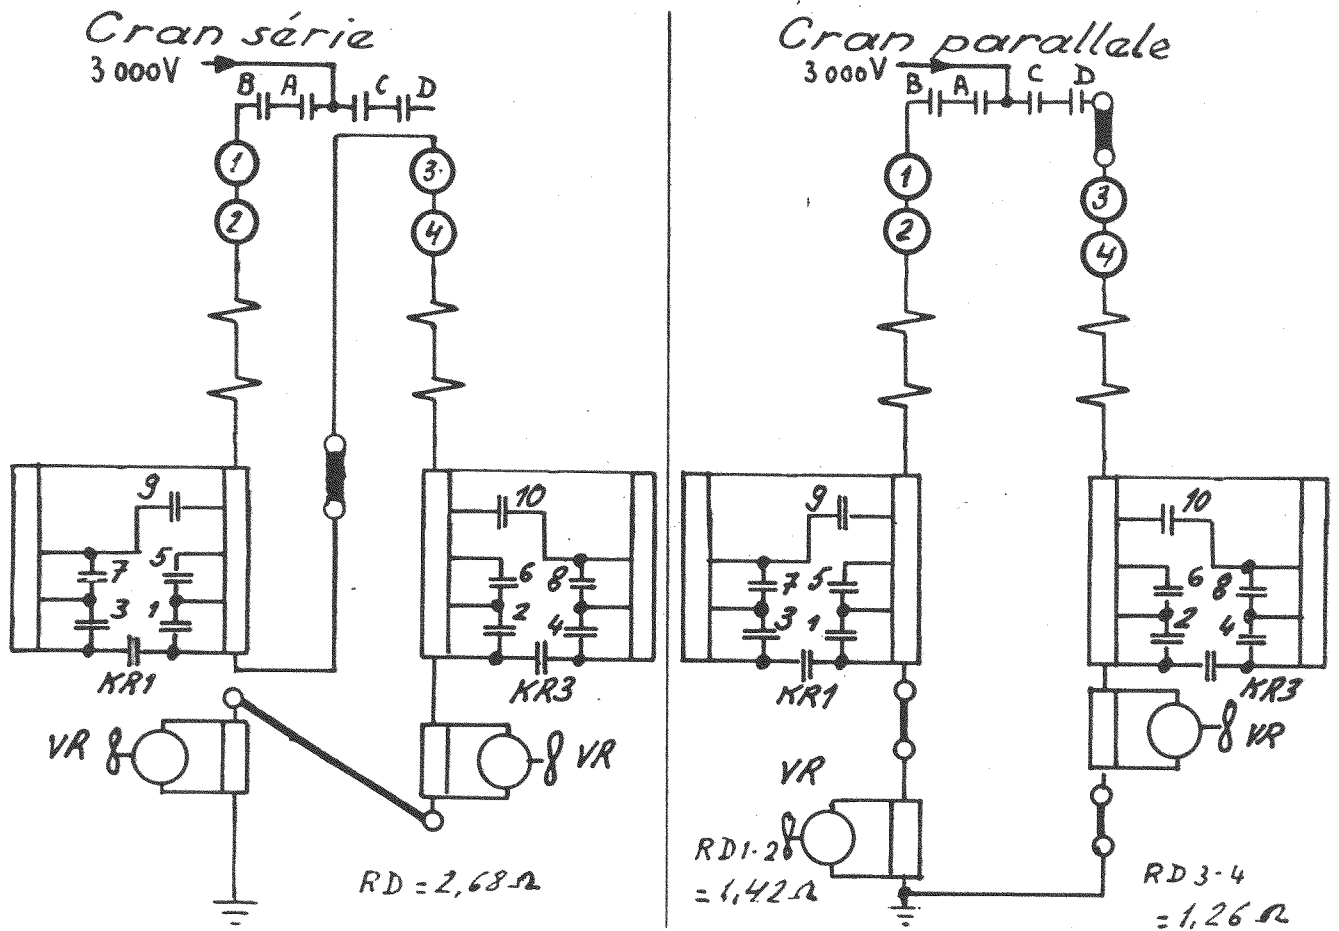 Cran série
3 000V
B A C D
1
2
3
4
9
7 5
3 1
KR1
10
6 8
2 4
KR3
VR
VR
RD = 2,68 Ω
Cran parallele
3 000V
B A C D
1
2
3
4
9
7 5
3 1
KR1
10
6 8
2 4
KR3
VR
VR
RD1-2
= 1,42 Ω
RD 3-4
= 1,26 Ω